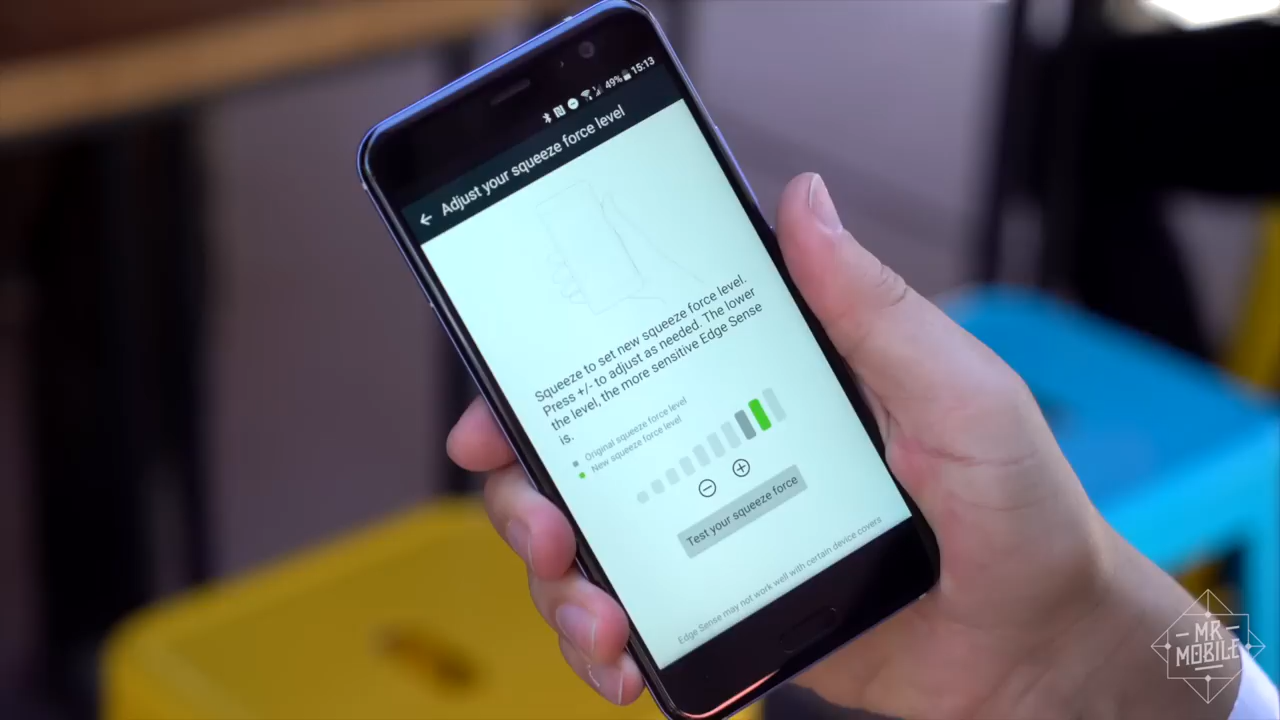 49% 15:13
Adjust your squeeze force level
Squeeze to set new squeeze force level.
Press +/- to adjust as needed. The lower
the level, the more sensitive Edge Sense
is.
Original squeeze force level
New squeeze force level
Test your squeeze force
Edge Sense may not work well with certain device covers
MR
MOBILE